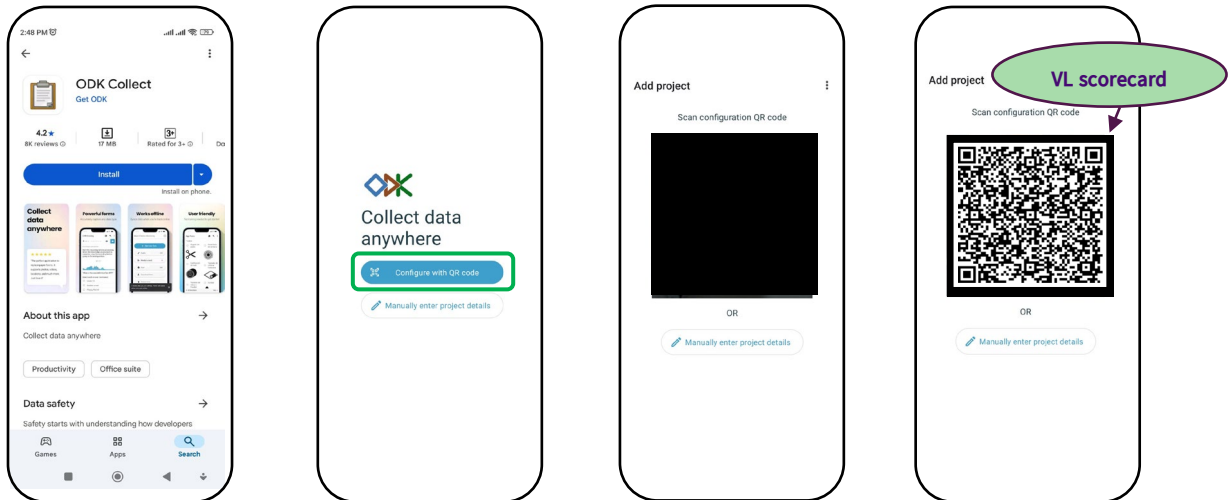 2:48 PM
ODK Collect
Get ODK
4.2★
8K reviews
17 MB
3+
Rated for 3+
Da
Install
Install on phone.
Collect
data
anywhere
Powerful forms
Works offline
User friendly
About this app
Collect data anywhere
Productivity
Office suite
Data safety
Safety starts with understanding how developers
Games
Apps
Search
ODK
Collect data
anywhere
Configure with QR code
Manually enter project details
Add project
Scan configuration QR code
OR
Manually enter project details
Add project
VL scorecard
Scan configuration QR code
OR
Manually enter project details